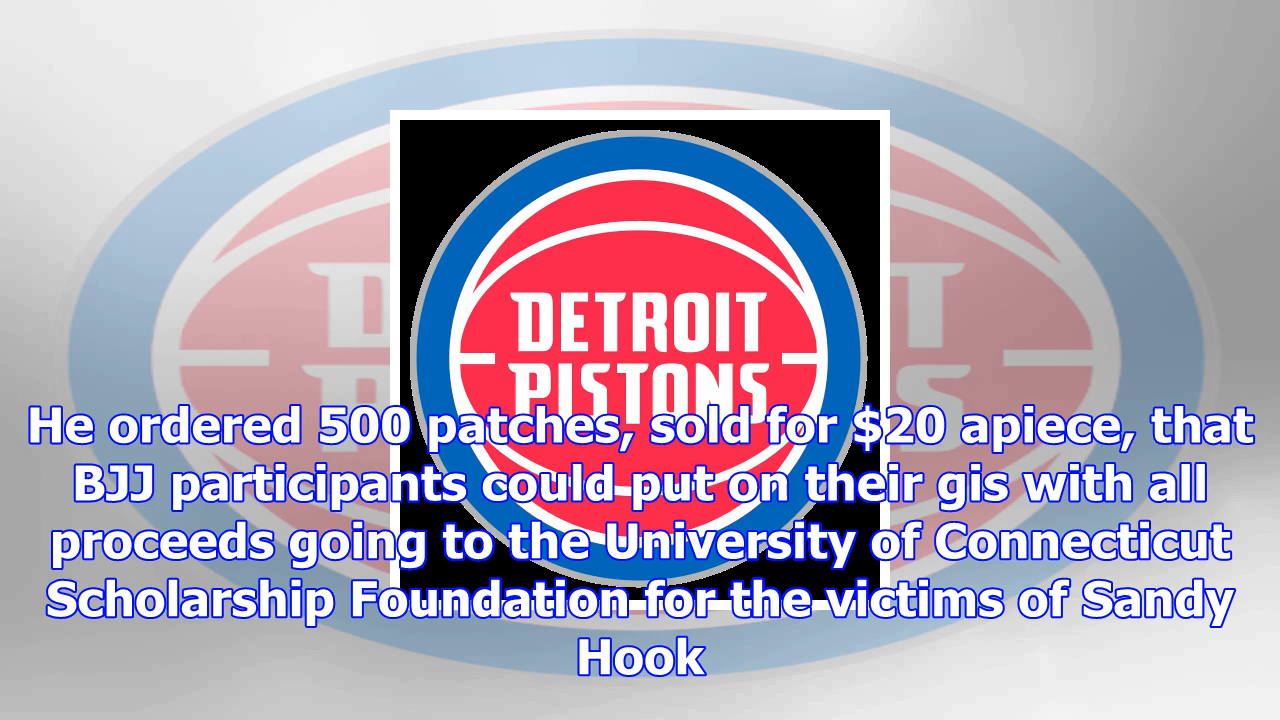 DETROIT
PISTONS
He ordered 500 patches, sold for $20 apiece, that
BJJ participants could put on their gis with all
proceeds going to the University of Connecticut
Scholarship Foundation for the victims of Sandy
Hook